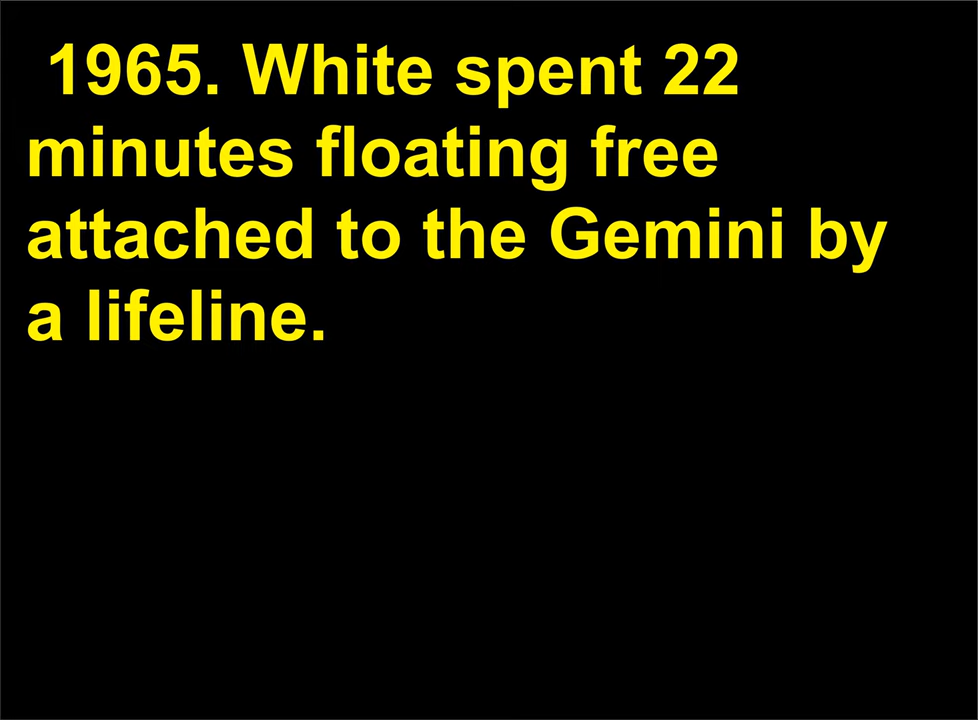 1965. White spent 22
minutes floating free
attached to the Gemini by
a lifeline.